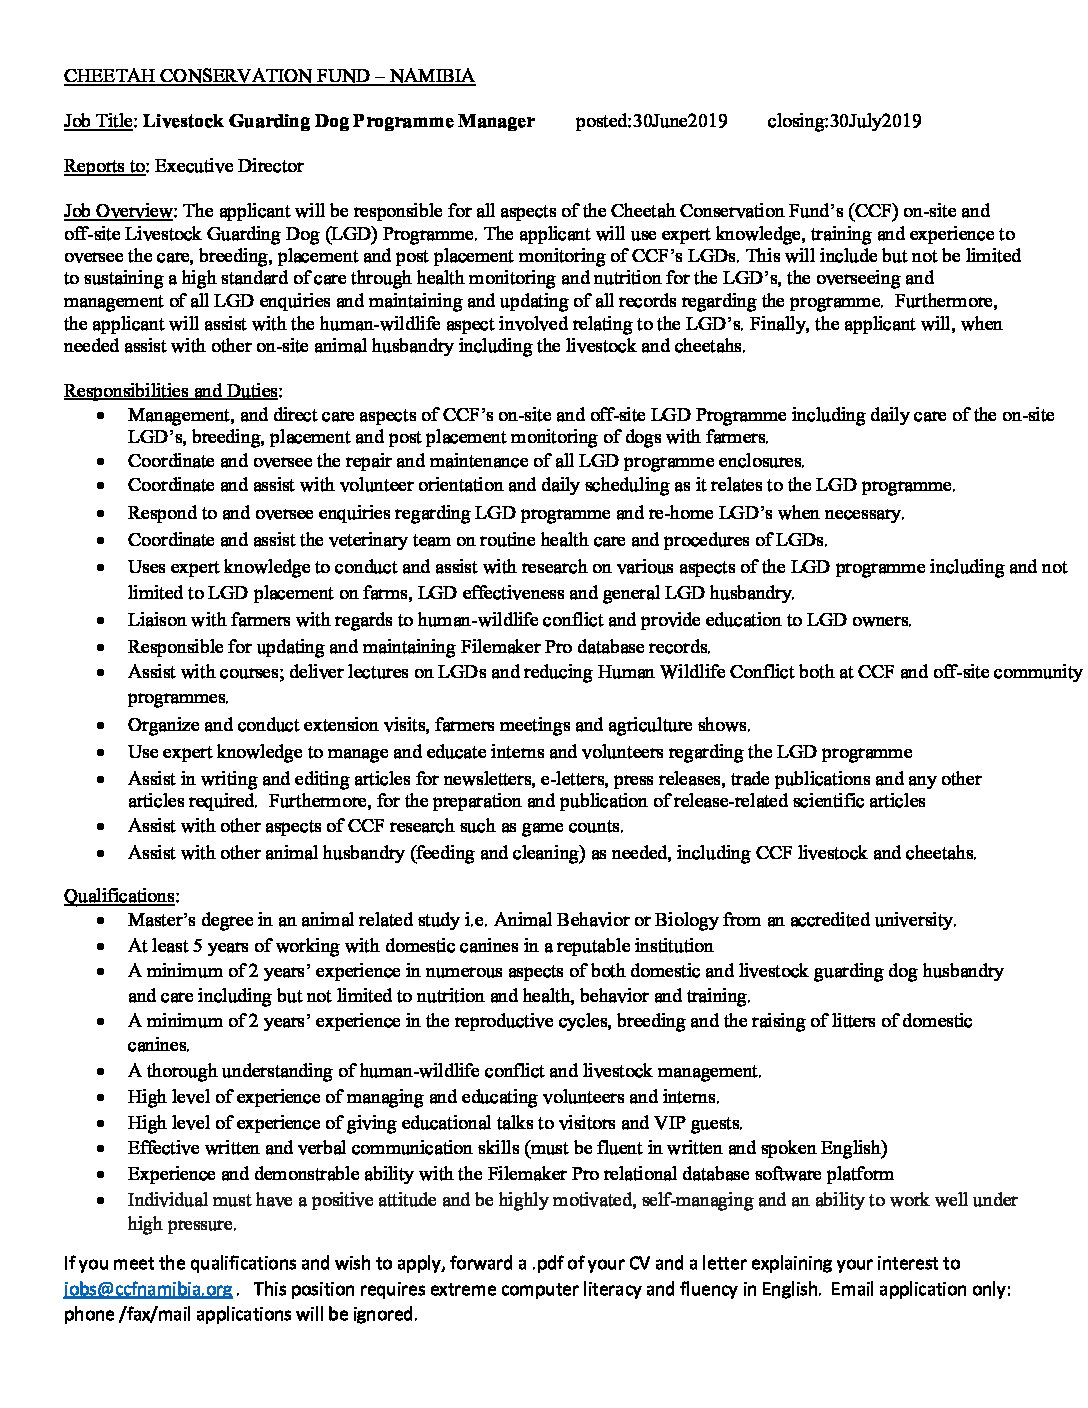 CHEETAH CONSERVATION FUND – NAMIBIA
Job Title: Livestock Guarding Dog Programme Manager posted:30June2019 closing:30July2019
Reports to: Executive Director
Job Overview: The applicant will be responsible for all aspects of the Cheetah Conservation Fund's (CCF) on-site and
off-site Livestock Guarding Dog (LGD) Programme. The applicant will use expert knowledge, training and experience to
oversee the care, breeding, placement and post placement monitoring of CCF's LGDs. This will include but not be limited
to sustaining a high standard of care through health monitoring and nutrition for the LGD's, the overseeing and
management of all LGD enquiries and maintaining and updating of all records regarding the programme. Furthermore,
the applicant will assist with the human-wildlife aspect involved relating to the LGD's. Finally, the applicant will, when
needed assist with other on-site animal husbandry including the livestock and cheetahs.
Responsibilities and Duties:
• Management, and direct care aspects of CCF's on-site and off-site LGD Programme including daily care of the on-site
LGD's, breeding, placement and post placement monitoring of dogs with farmers.
• Coordinate and oversee the repair and maintenance of all LGD programme enclosures.
• Coordinate and assist with volunteer orientation and daily scheduling as it relates to the LGD programme.
• Respond to and oversee enquiries regarding LGD programme and re-home LGD's when necessary.
• Coordinate and assist the veterinary team on routine health care and procedures of LGDs.
• Uses expert knowledge to conduct and assist with research on various aspects of the LGD programme including and not
limited to LGD placement on farms, LGD effectiveness and general LGD husbandry.
• Liaison with farmers with regards to human-wildlife conflict and provide education to LGD owners.
• Responsible for updating and maintaining Filemaker Pro database records.
• Assist with courses; deliver lectures on LGDs and reducing Human Wildlife Conflict both at CCF and off-site community
programmes.
• Organize and conduct extension visits, farmers meetings and agriculture shows.
• Use expert knowledge to manage and educate interns and volunteers regarding the LGD programme
• Assist in writing and editing articles for newsletters, e-letters, press releases, trade publications and any other
articles required. Furthermore, for the preparation and publication of release-related scientific articles
• Assist with other aspects of CCF research such as game counts.
• Assist with other animal husbandry (feeding and cleaning) as needed, including CCF livestock and cheetahs.
Qualifications:
• Master's degree in an animal related study i.e. Animal Behavior or Biology from an accredited university.
• At least 5 years of working with domestic canines in a reputable institution
• A minimum of 2 years' experience in numerous aspects of both domestic and livestock guarding dog husbandry
and care including but not limited to nutrition and health, behavior and training.
• A minimum of 2 years' experience in the reproductive cycles, breeding and the raising of litters of domestic
canines.
• A thorough understanding of human-wildlife conflict and livestock management.
• High level of experience of managing and educating volunteers and interns.
• High level of experience of giving educational talks to visitors and VIP guests.
• Effective written and verbal communication skills (must be fluent in written and spoken English)
• Experience and demonstrable ability with the Filemaker Pro relational database software platform
• Individual must have a positive attitude and be highly motivated, self-managing and an ability to work well under
high pressure.
If you meet the qualifications and wish to apply, forward a .pdf of your CV and a letter explaining your interest to
jobs@ccfnamibia.org . This position requires extreme computer literacy and fluency in English. Email application only:
phone /fax/mail applications will be ignored.